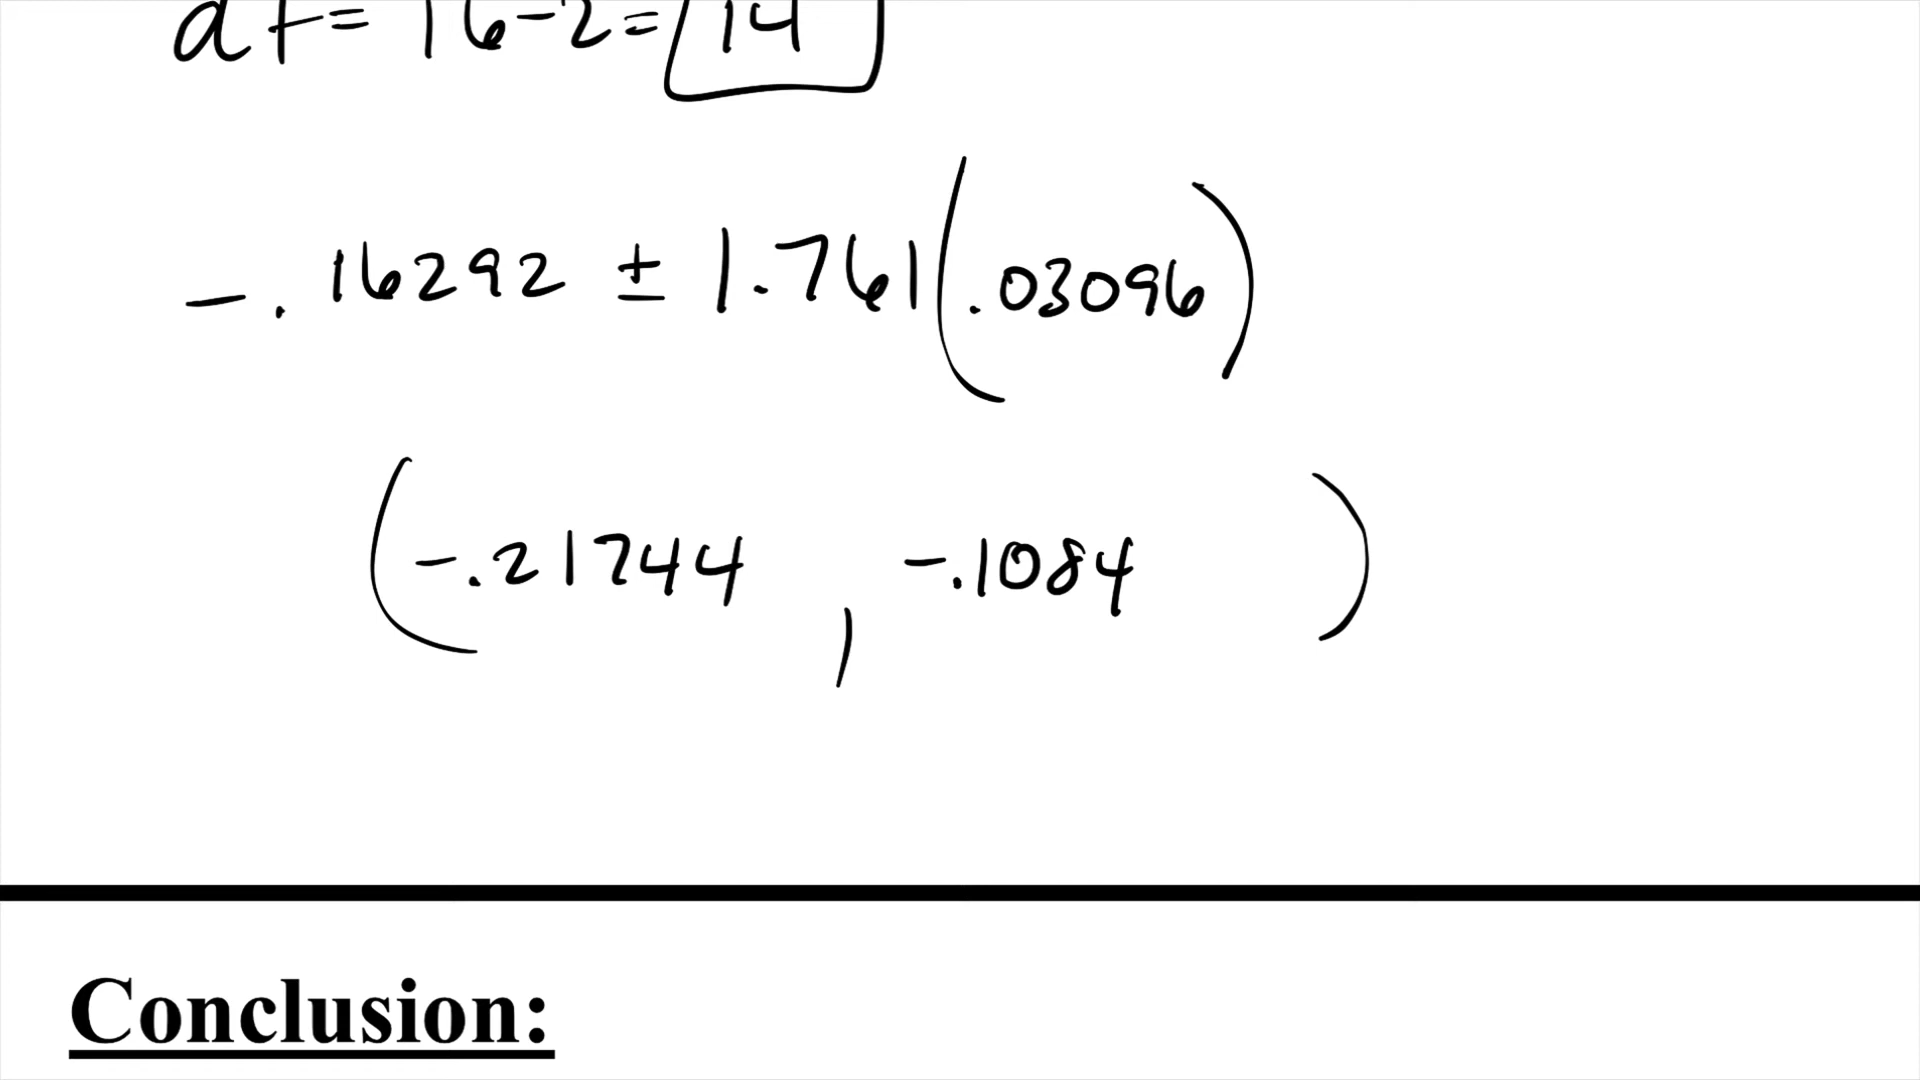 df = 16-2 = 14
-.16292 ± 1.761(.03096)
(-.21744, -.1084)
Conclusion: